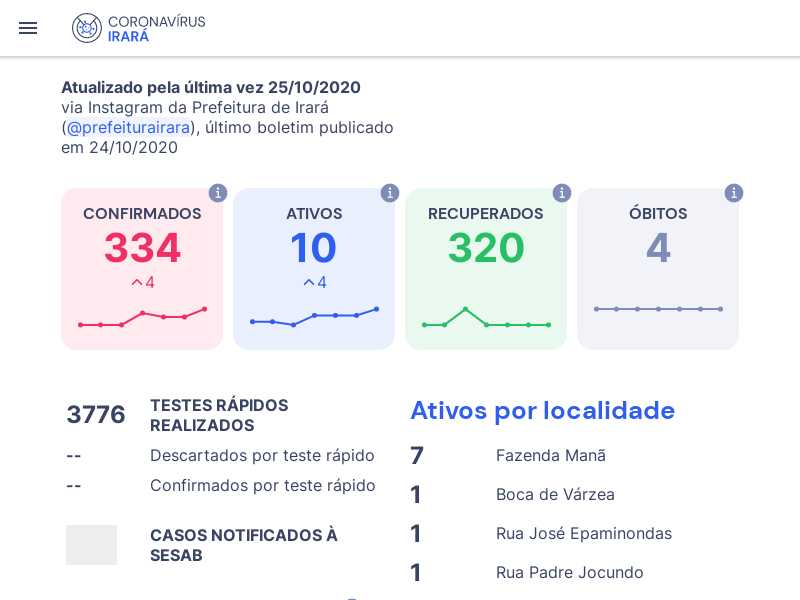 CORONAVÍRUS
IRARÁ
Atualizado pela última vez 25/10/2020
via Instagram da Prefeitura de Irará
(@prefeiturairara), último boletim publicado
em 24/10/2020
CONFIRMADOS
334
4
ATIVOS
10
4
RECUPERADOS
320
ÓBITOS
4
3776
TESTES RÁPIDOS
REALIZADOS
--
Descartados por teste rápido
--
Confirmados por teste rápido
CASOS NOTIFICADOS À
SESAB
Ativos por localidade
7
Fazenda Manã
1
Boca de Várzea
1
Rua José Epaminondas
1
Rua Padre Jocundo